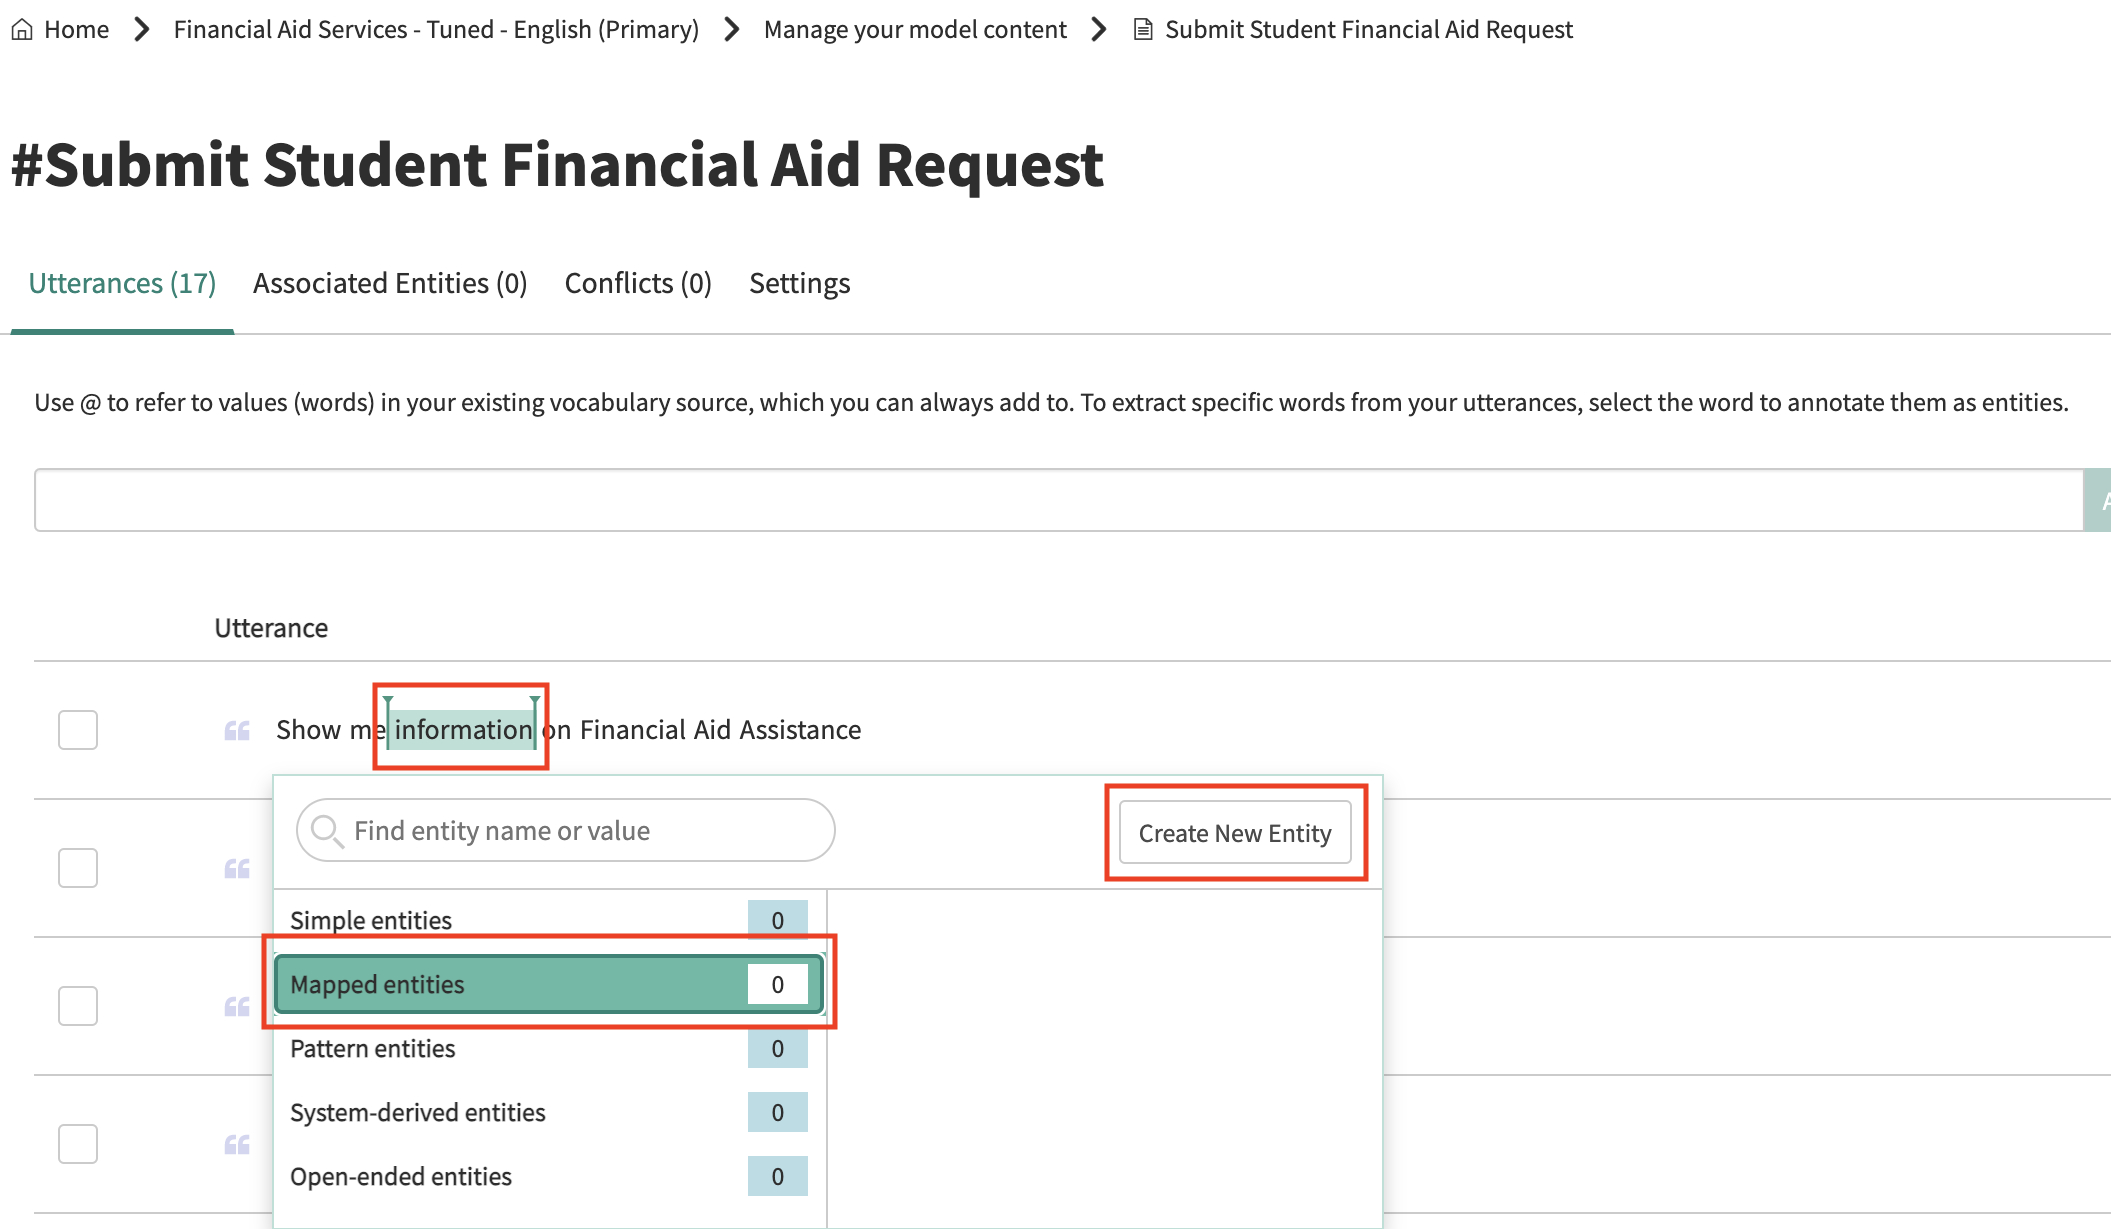 Home > Financial Aid Services - Tuned - English (Primary) > Manage your model content > Submit Student Financial Aid Request
#Submit Student Financial Aid Request
Utterances (17) Associated Entities (0) Conflicts (0) Settings
Use @ to refer to values (words) in your existing vocabulary source, which you can always add to. To extract specific words from your utterances, select the word to annotate them as entities.
Utterance
Show me information on Financial Aid Assistance
Find entity name or value
Create New Entity
Simple entities 0
Mapped entities 0
Pattern entities 0
System-derived entities 0
Open-ended entities 0